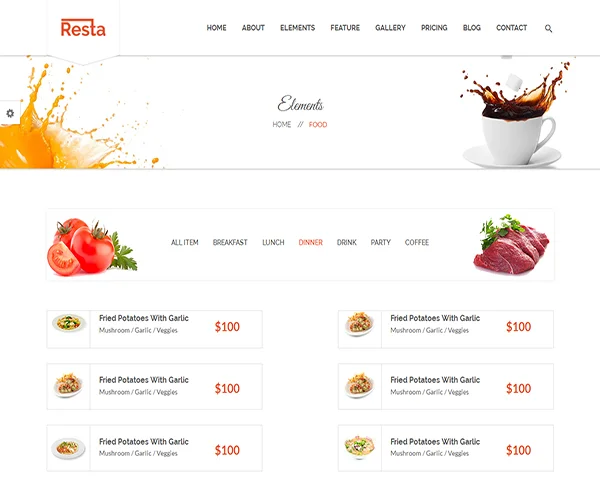 Resta
HOME ABOUT ELEMENTS FEATURE GALLERY PRICING BLOG CONTACT
Elements
HOME // FOOD
ALL ITEM BREAKFAST LUNCH DINNER DRINK PARTY COFFEE
Fried Potatoes With Garlic
Mushroom / Garlic / Veggies
$100
Fried Potatoes With Garlic
Mushroom / Garlic / Veggies
$100
Fried Potatoes With Garlic
Mushroom / Garlic / Veggies
$100
Fried Potatoes With Garlic
Mushroom / Garlic / Veggies
$100
Fried Potatoes With Garlic
Mushroom / Garlic / Veggies
$100
Fried Potatoes With Garlic
Mushroom / Garlic / Veggies
$100